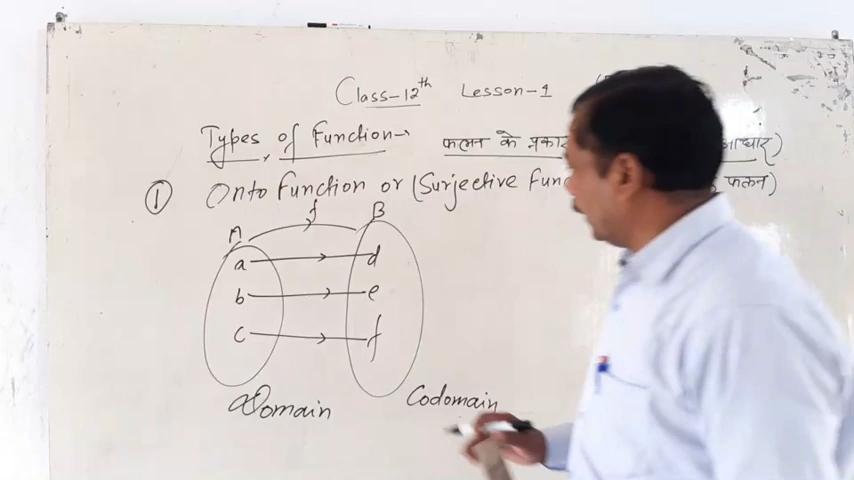 Class-12th Lesson-1
Types of Function→ फलन के प्रकार आधार)
① Onto Function or (Surjective Func फलन)
f
A B
a d
b e
c f
Domain Codomain